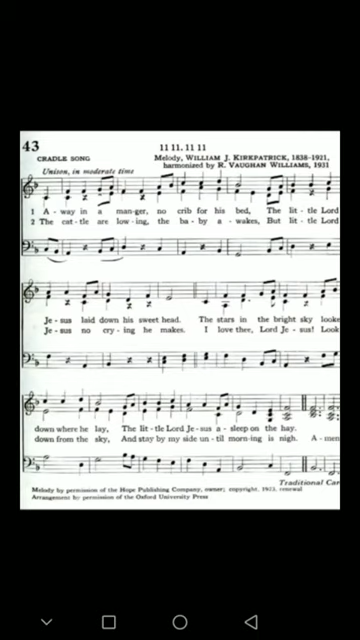 43
11 11. 11 11
CRADLE SONG
Melody, WILLIAM J. KIRKPATRICK, 1838–1921,
harmonized by R. VAUGHAN WILLIAMS, 1931
Unison, in moderate time
1 A - way in a man-ger, no crib for his bed, The lit - tle Lord
2 The cat-tle are low-ing, the ba-by a - wakes, But lit - tle Lord
Je - sus laid down his sweet head. The stars in the bright sky looke
Je - sus no cry - ing he makes. I love thee, Lord Je - sus! Look
down where he lay, The lit-tle Lord Je-sus a - sleep on the hay.
down from the sky, And stay by my side un-til morn-ing is nigh. A-men
Traditional Car
Melody by permission of the Hope Publishing Company, owner; copyright, renewal
Arrangement by permission of the Oxford University Press